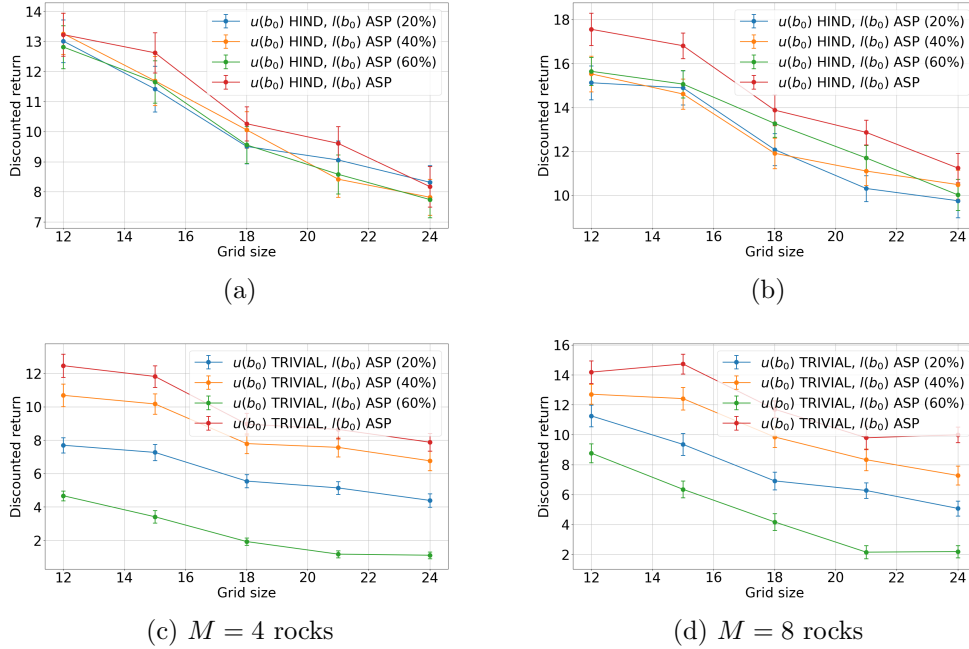 u(b₀) HIND, l(b₀) ASP (20%)
u(b₀) HIND, l(b₀) ASP (40%)
u(b₀) HIND, l(b₀) ASP (60%)
u(b₀) HIND, l(b₀) ASP
Discounted return
14
13
12
11
10
9
8
7
12 14 16 18 20 22 24
Grid size
(a)
u(b₀) HIND, l(b₀) ASP (20%)
u(b₀) HIND, l(b₀) ASP (40%)
u(b₀) HIND, l(b₀) ASP (60%)
u(b₀) HIND, l(b₀) ASP
Discounted return
18
16
14
12
10
12 14 16 18 20 22 24
Grid size
(b)
u(b₀) TRIVIAL, l(b₀) ASP (20%)
u(b₀) TRIVIAL, l(b₀) ASP (40%)
u(b₀) TRIVIAL, l(b₀) ASP (60%)
u(b₀) TRIVIAL, l(b₀) ASP
Discounted return
12
10
8
6
4
2
12 14 16 18 20 22 24
Grid size
(c) M = 4 rocks
u(b₀) TRIVIAL, l(b₀) ASP (20%)
u(b₀) TRIVIAL, l(b₀) ASP (40%)
u(b₀) TRIVIAL, l(b₀) ASP (60%)
u(b₀) TRIVIAL, l(b₀) ASP
Discounted return
16
14
12
10
8
6
4
2
12 14 16 18 20 22 24
Grid size
(d) M = 8 rocks